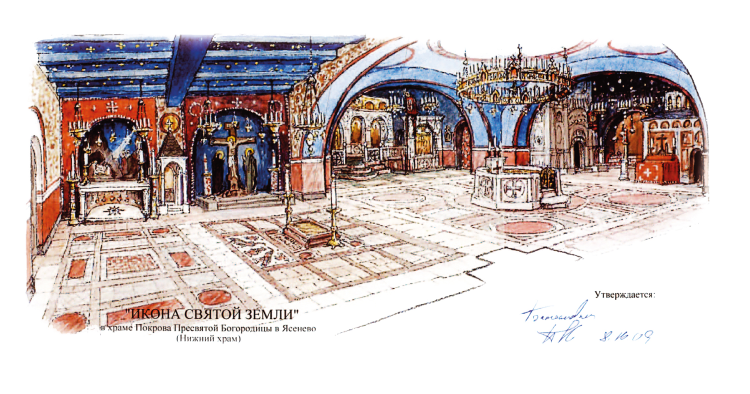 "ИКОНА СВЯТОЙ ЗЕМЛИ"
в храме Покрова Пресвятой Богородицы в Ясенево
(Нижний храм)
Утверждается: